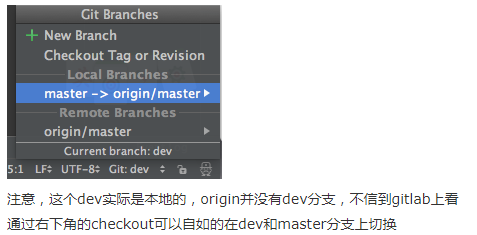 Git Branches
New Branch
Checkout Tag or Revision
Local Branches
master -> origin/master
Remote Branches
origin/master
Current branch: dev
5:1 LF UTF-8 Git: dev
注意，这个dev实际是本地的，origin并没有dev分支，不信到gitlab上看
通过右下角的checkout可以自如的在dev和master分支上切换